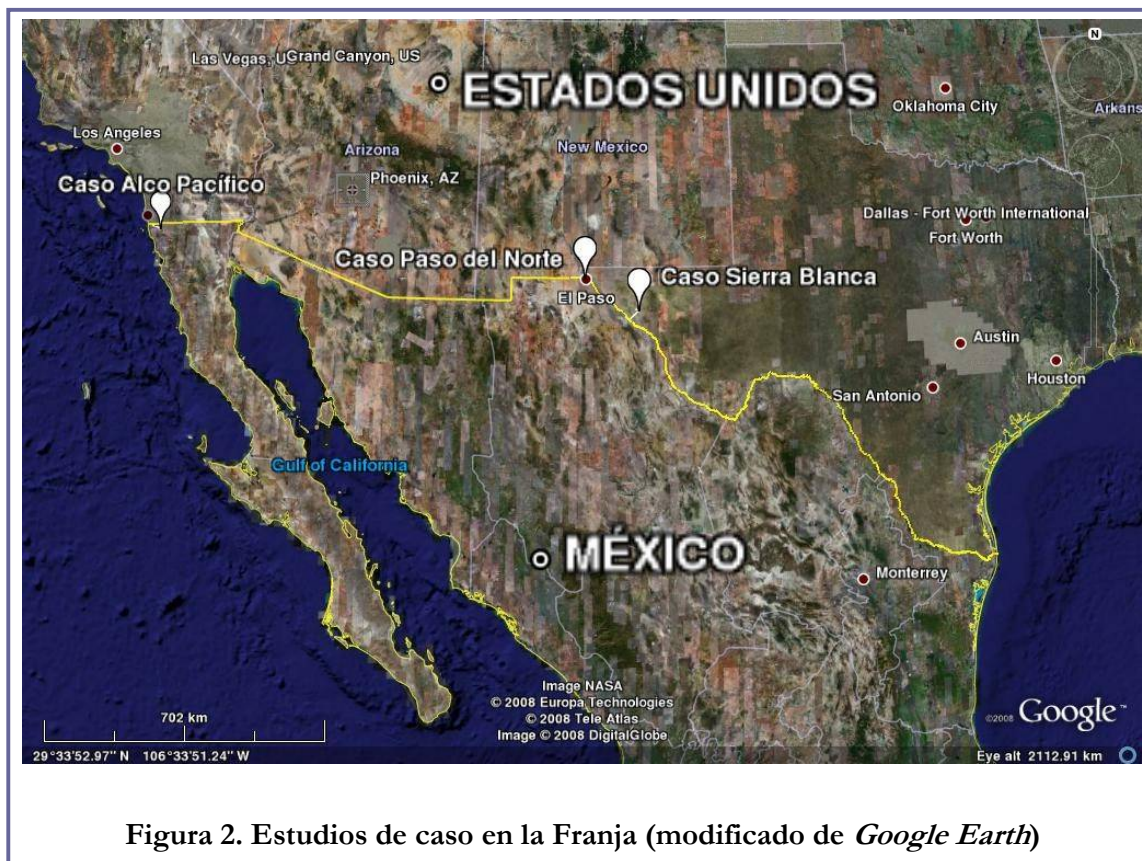 N
Las Vegas, U
Grand Canyon, US
ESTADOS UNIDOS
Oklahoma City
Arkans
Los Angeles
Arizona
New Mexico
Phoenix, AZ
Caso Alco Pacífico
Dallas - Fort Worth International
Fort Worth
Caso Paso del Norte
Caso Sierra Blanca
El Paso
Austin
Houston
San Antonio
Gulf of California
MÉXICO
Monterrey
Image NASA
© 2008 Europa Technologies
© 2008 Tele Atlas
Image © 2008 DigitalGlobe
702 km
©2008 Google™
29°33'52.97" N 106°33'51.24" W
Eye alt 2112.91 km
Figura 2. Estudios de caso en la Franja (modificado de Google Earth)